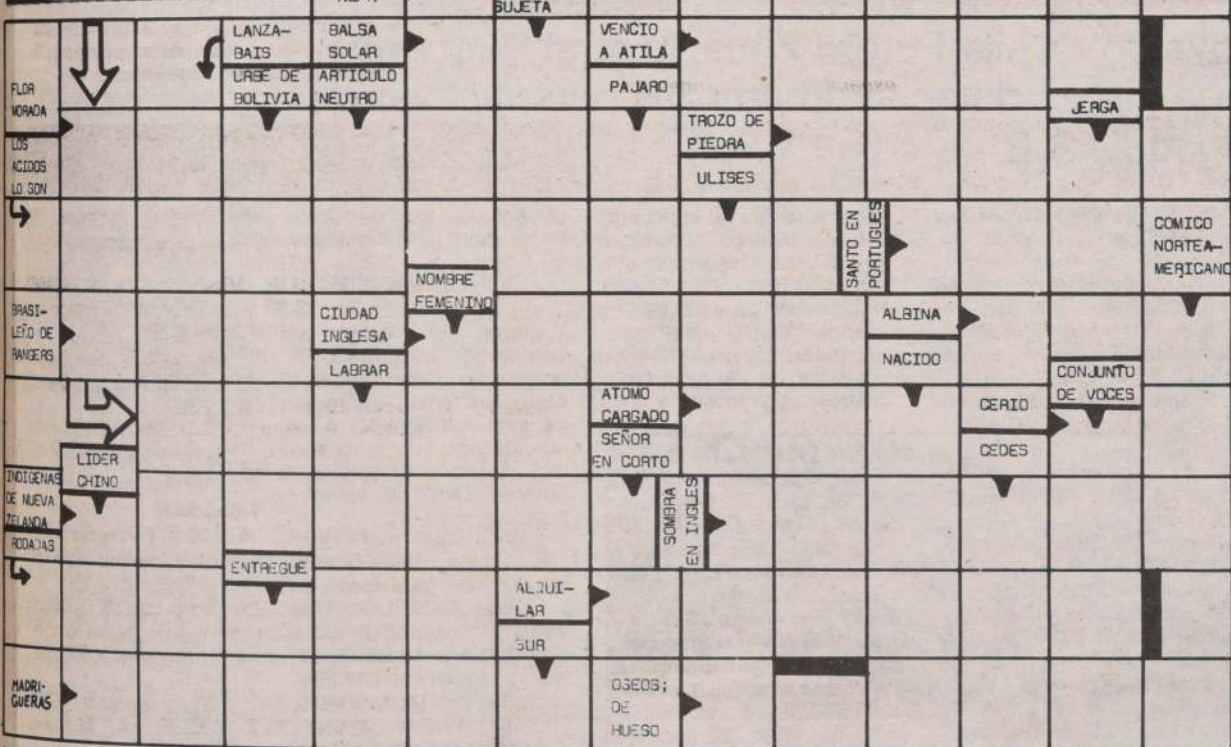 SUJETA
LANZA-
BAIS
URBE DE
BOLIVIA
BALSA
SOLAR
ARTICULO
NEUTRO
VENCIO
A ATILA
PAJARO
FLOR
MORADA
LOS
ACIDOS
LO SON
TROZO DE
PIEDRA
ULISES
JERGA
SANTO EN
PORTUGUES
COMICO
NORTEA-
MERICANO
NOMBRE
FEMENINO
BRASI-
LEÑO DE
RANGERS
CIUDAD
INGLESA
LABRAR
ALBINA
NACIDO
CONJUNTO
DE VOCES
ATOMO
CARGADO
SEÑOR
EN CORTO
CERIO
CEDES
LIDER
CHINO
INDIGENAS
DE NUEVA
ZELANDA
RODADAS
SOMBRA
EN INGLES
ENTREGUE
ALQUI-
LAR
SUR
MADRI-
GUERAS
OSEOS;
DE
HUESO